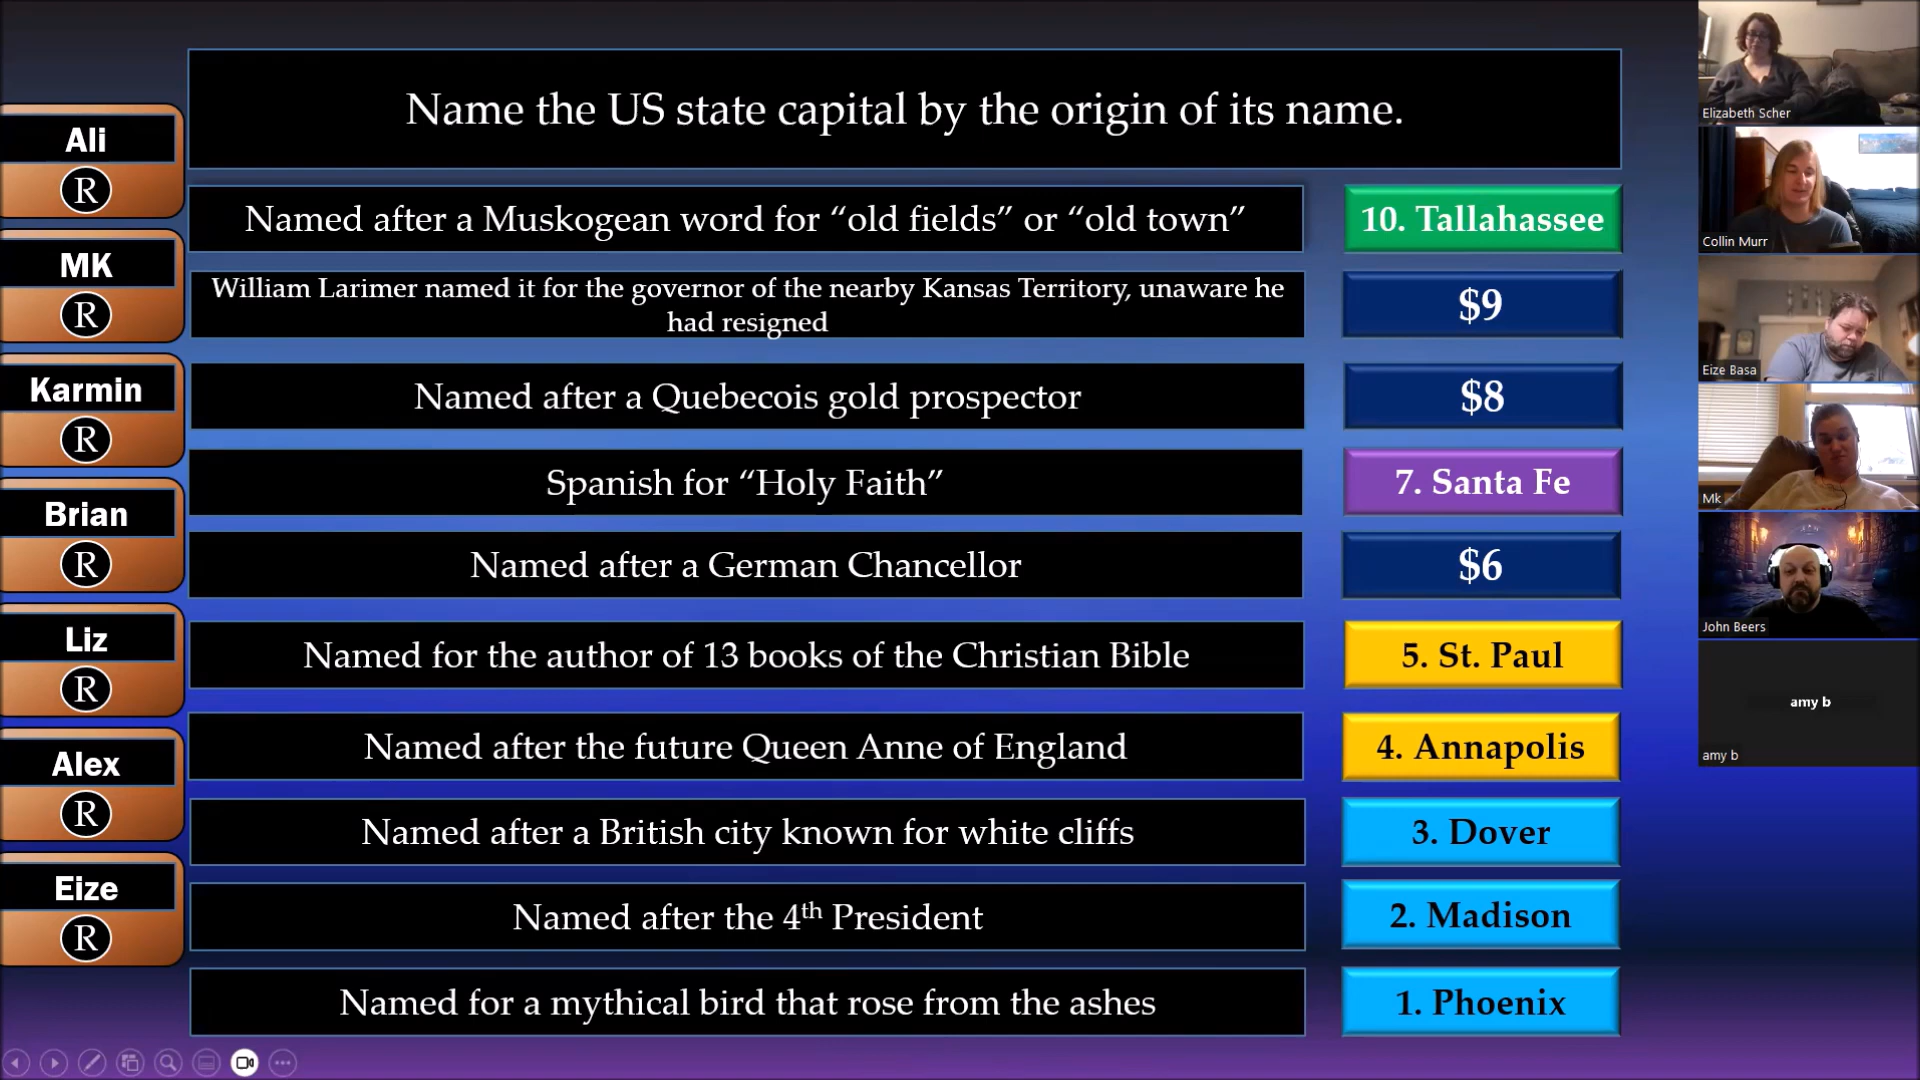 Name the US state capital by the origin of its name.
Ali
R
Named after a Muskogean word for “old fields” or “old town”
10. Tallahassee
MK
R
William Larimer named it for the governor of the nearby Kansas Territory, unaware he
had resigned
$9
Karmin
R
Named after a Quebecois gold prospector
$8
Spanish for “Holy Faith”
7. Santa Fe
Brian
R
Named after a German Chancellor
$6
Liz
R
Named for the author of 13 books of the Christian Bible
5. St. Paul
Alex
R
Named after the future Queen Anne of England
4. Annapolis
Named after a British city known for white cliffs
3. Dover
Eize
R
Named after the 4th President
2. Madison
Named for a mythical bird that rose from the ashes
1. Phoenix
Elizabeth Scher
Collin Murr
Eize Basa
Mk
John Beers
amy b
amy b